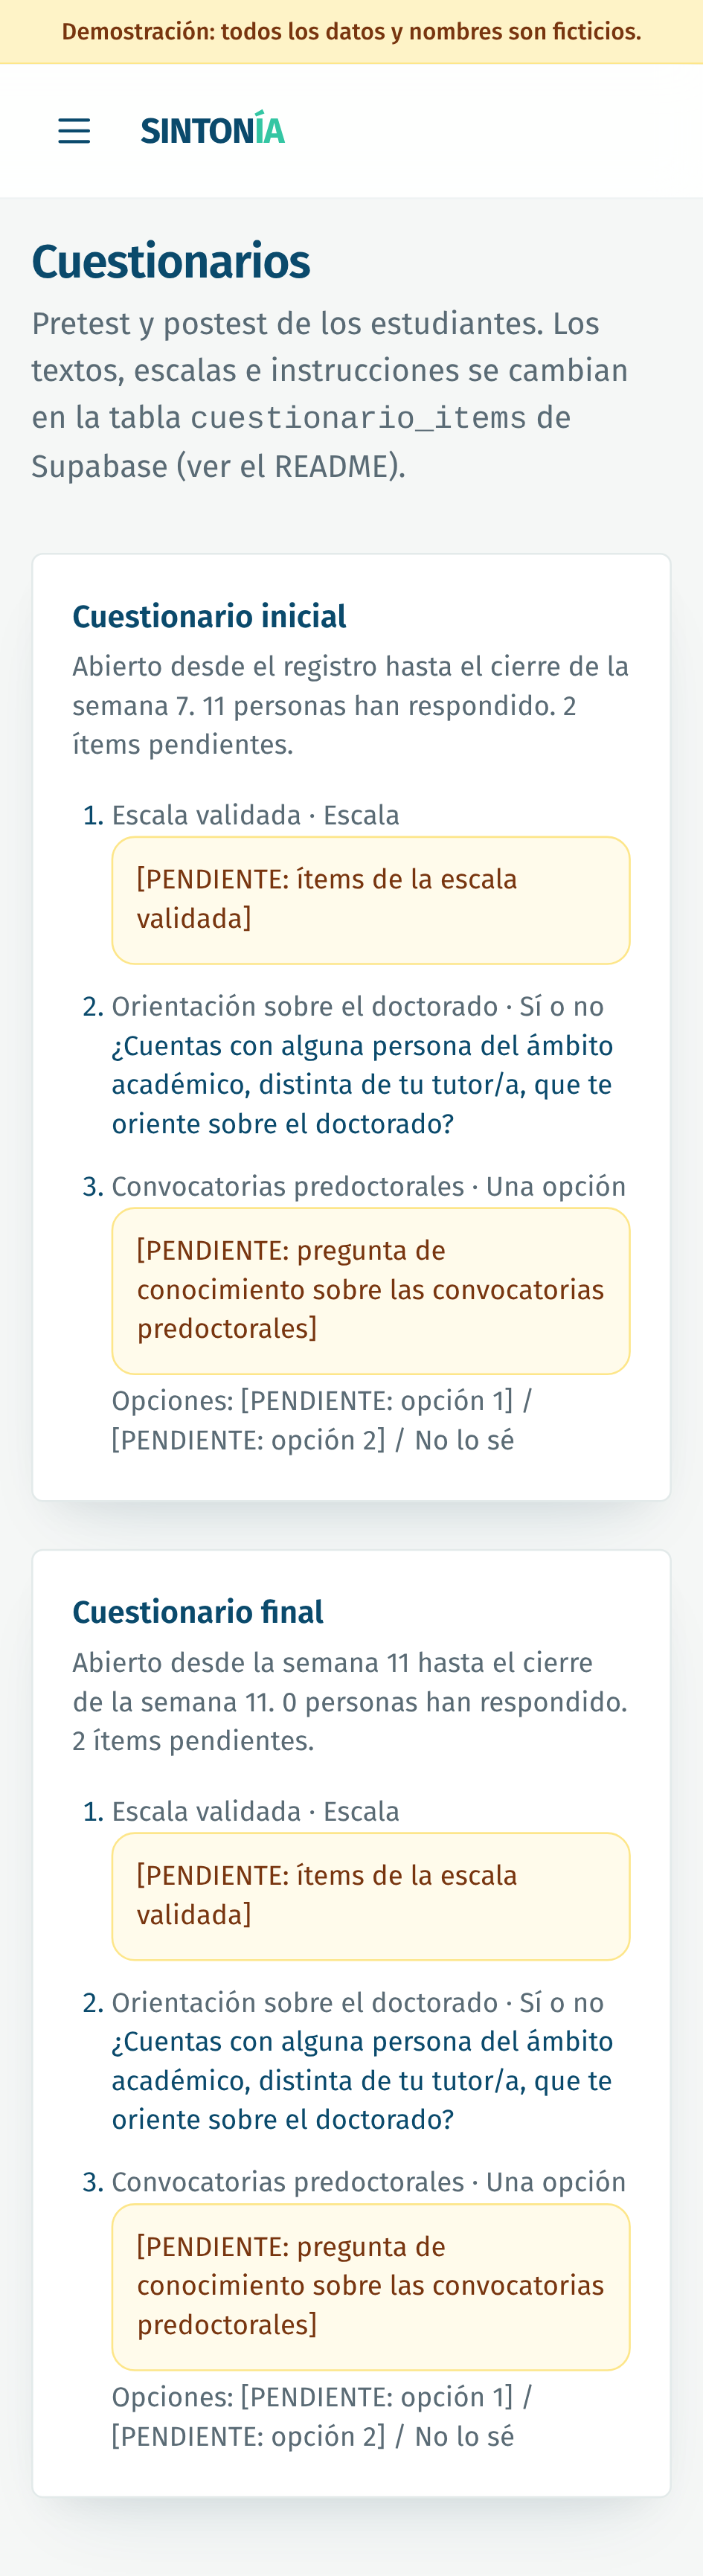 Demostración: todos los datos y nombres son ficticios.
SINTONÍA
Cuestionarios
Pretest y postest de los estudiantes. Los
textos, escalas e instrucciones se cambian
en la tabla cuestionario_items de
Supabase (ver el README).
Cuestionario inicial
Abierto desde el registro hasta el cierre de la
semana 7. 11 personas han respondido. 2
ítems pendientes.
1. Escala validada · Escala
[PENDIENTE: ítems de la escala
validada]
2. Orientación sobre el doctorado · Sí o no
¿Cuentas con alguna persona del ámbito
académico, distinta de tu tutor/a, que te
oriente sobre el doctorado?
3. Convocatorias predoctorales · Una opción
[PENDIENTE: pregunta de
conocimiento sobre las convocatorias
predoctorales]
Opciones: [PENDIENTE: opción 1] /
[PENDIENTE: opción 2] / No lo sé
Cuestionario final
Abierto desde la semana 11 hasta el cierre
de la semana 11. 0 personas han respondido.
2 ítems pendientes.
1. Escala validada · Escala
[PENDIENTE: ítems de la escala
validada]
2. Orientación sobre el doctorado · Sí o no
¿Cuentas con alguna persona del ámbito
académico, distinta de tu tutor/a, que te
oriente sobre el doctorado?
3. Convocatorias predoctorales · Una opción
[PENDIENTE: pregunta de
conocimiento sobre las convocatorias
predoctorales]
Opciones: [PENDIENTE: opción 1] /
[PENDIENTE: opción 2] / No lo sé